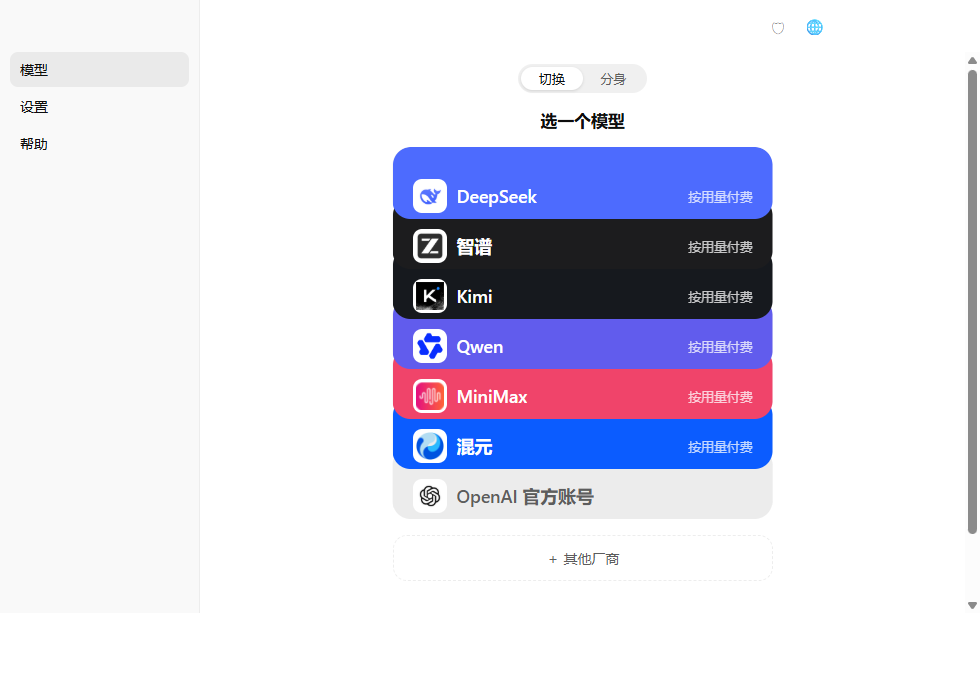 模型
设置
帮助
切换 分身
选一个模型
DeepSeek 按用量付费
智谱 按用量付费
Kimi 按用量付费
Qwen 按用量付费
MiniMax 按用量付费
混元 按用量付费
OpenAI 官方账号
+ 其他厂商